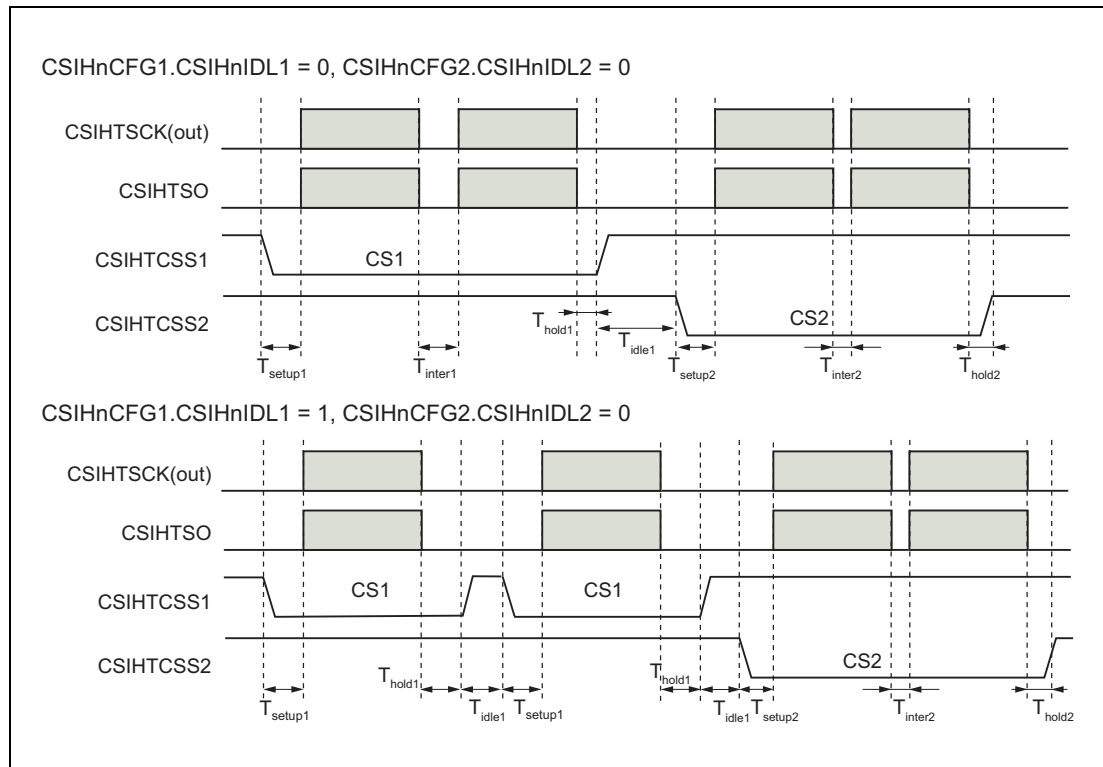 CSIHnCFG1.CSIHnIDL1 = 0, CSIHnCFG2.CSIHnIDL2 = 0
CSIHTSCK(out)
CSIHTSO
CSIHTCSS1
CS1
CSIHTCSS2
CS2
Thold1
Tidle1
Tsetup1
Tinter1
Tsetup2
Tinter2
Thold2
CSIHnCFG1.CSIHnIDL1 = 1, CSIHnCFG2.CSIHnIDL2 = 0
CSIHTSCK(out)
CSIHTSO
CSIHTCSS1
CS1
CS1
CSIHTCSS2
CS2
Thold1
Thold1
Tsetup1
Tidle1
Tsetup1
Tidle1
Tsetup2
Tinter2
Thold2